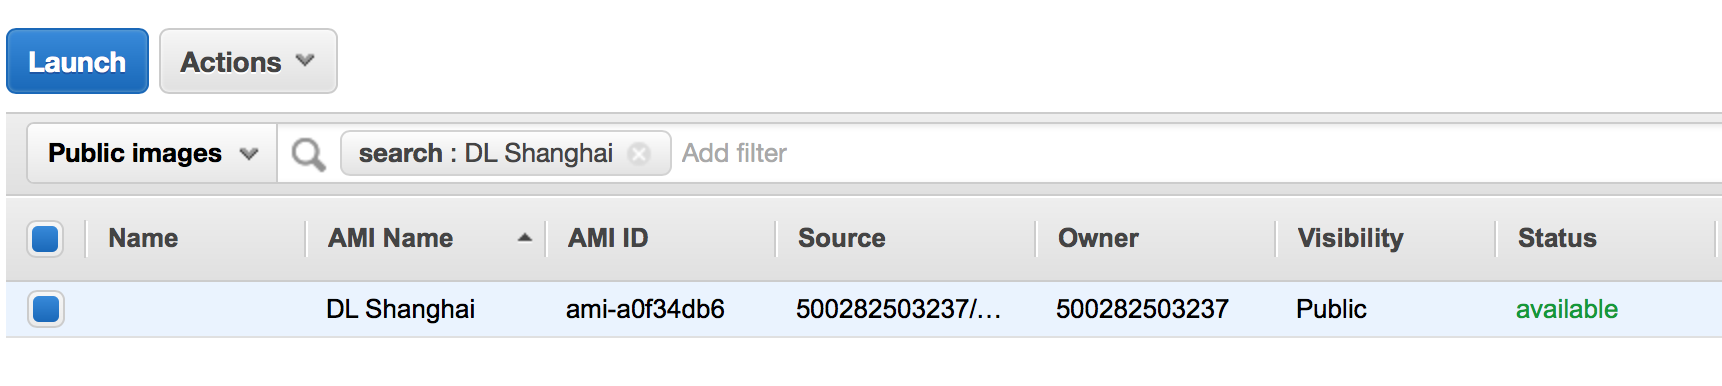 Launch Actions
Public images search : DL Shanghai Add filter
Name AMI Name AMI ID Source Owner Visibility Status
DL Shanghai ami-a0f34db6 500282503237/... 500282503237 Public available